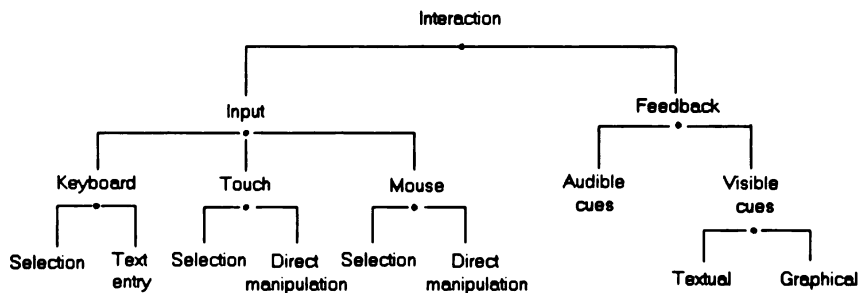 Interaction
Input
Feedback
Keyboard
Touch
Mouse
Audible
cues
Visible
cues
Selection
Text
entry
Selection
Direct
manipulation
Selection
Direct
manipulation
Textual
Graphical